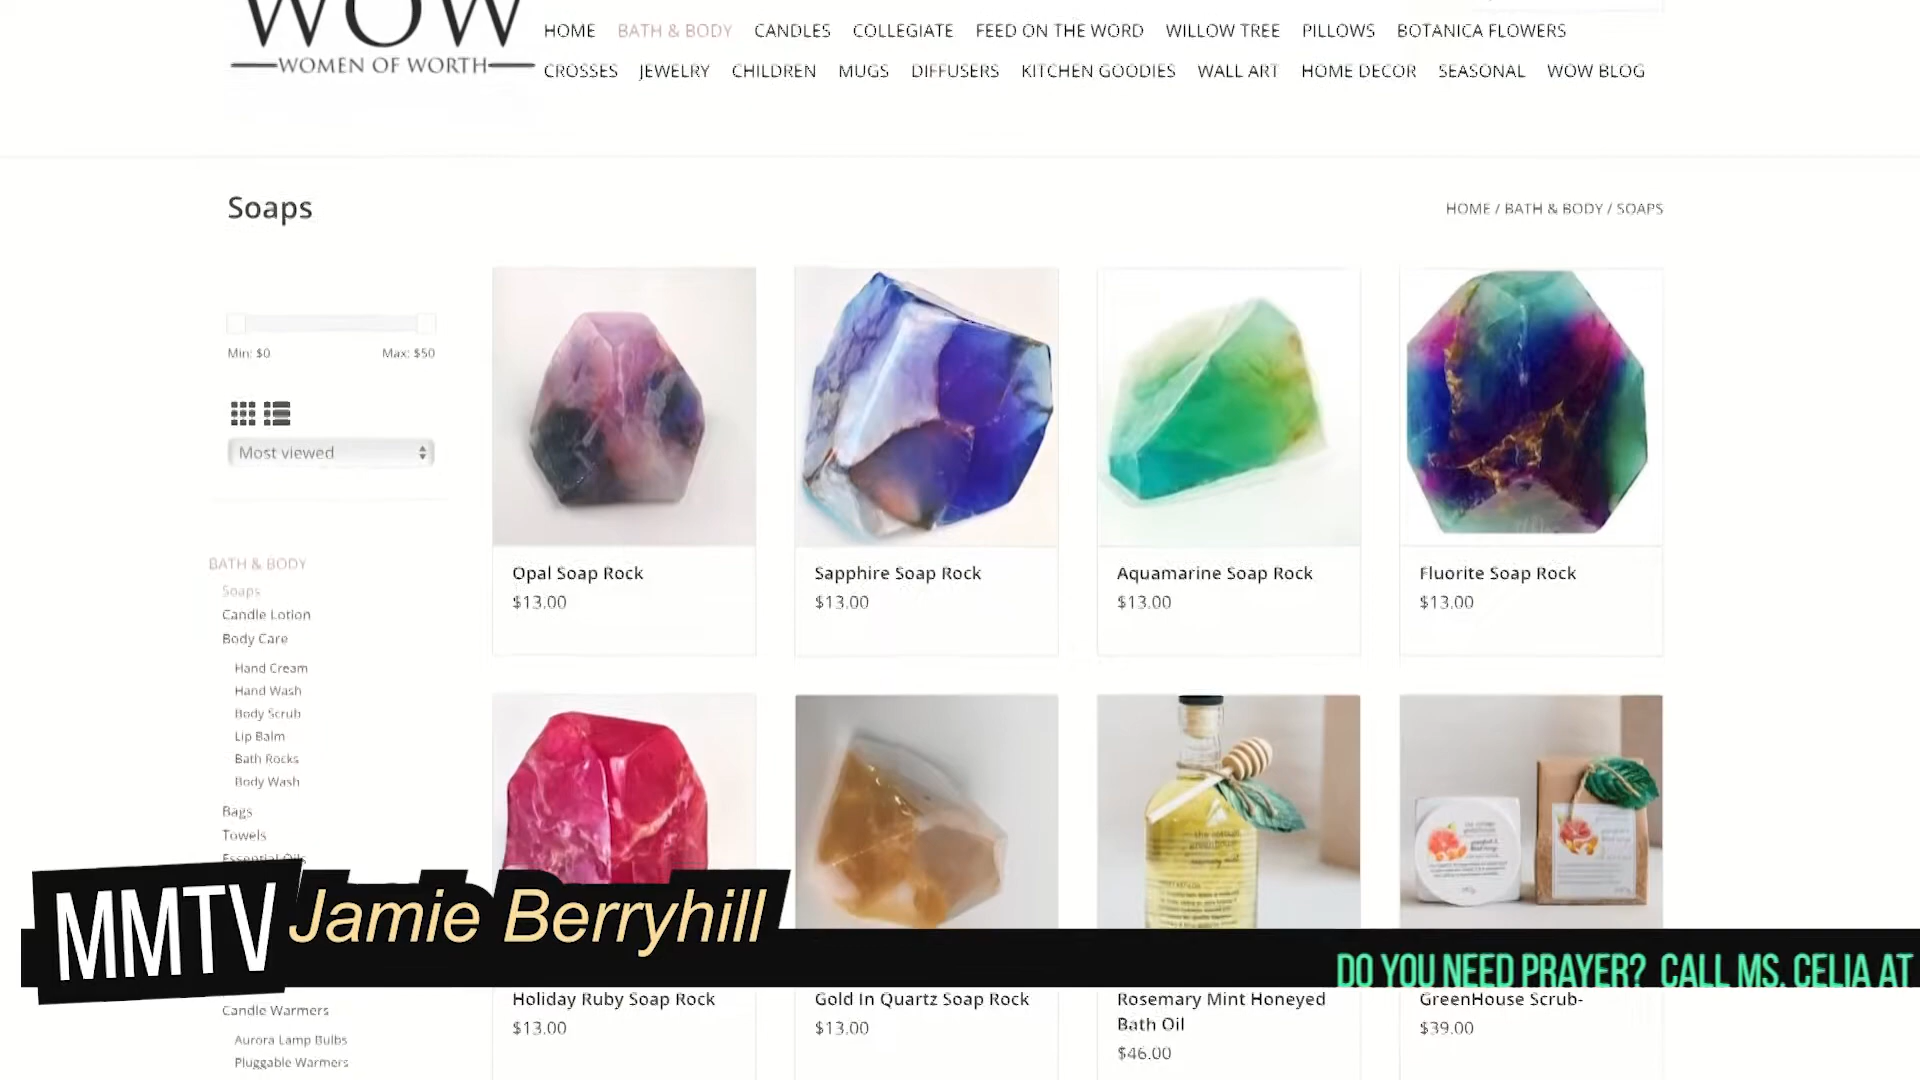 WOW
WOMEN OF WORTH
HOME BATH & BODY CANDLES COLLEGIATE FEED ON THE WORD WILLOW TREE PILLOWS BOTANICA FLOWERS
CROSSES JEWELRY CHILDREN MUGS DIFFUSERS KITCHEN GOODIES WALL ART HOME DECOR SEASONAL WOW BLOG
Soaps
HOME / BATH & BODY / SOAPS
Min: $0
Max: $50
Most viewed
BATH & BODY
Soaps
Candle Lotion
Body Care
Hand Cream
Hand Wash
Body Scrub
Lip Balm
Bath Rocks
Body Wash
Bags
Towels
Essential Oils
Candle Warmers
Aurora Lamp Bulbs
Pluggable Warmers
Opal Soap Rock
$13.00
Sapphire Soap Rock
$13.00
Aquamarine Soap Rock
$13.00
Fluorite Soap Rock
$13.00
Holiday Ruby Soap Rock
$13.00
Gold In Quartz Soap Rock
$13.00
Rosemary Mint Honeyed
Bath Oil
$46.00
GreenHouse Scrub-
$39.00
MMTV
Jamie Berryhill
DO YOU NEED PRAYER? CALL MS. CELIA AT